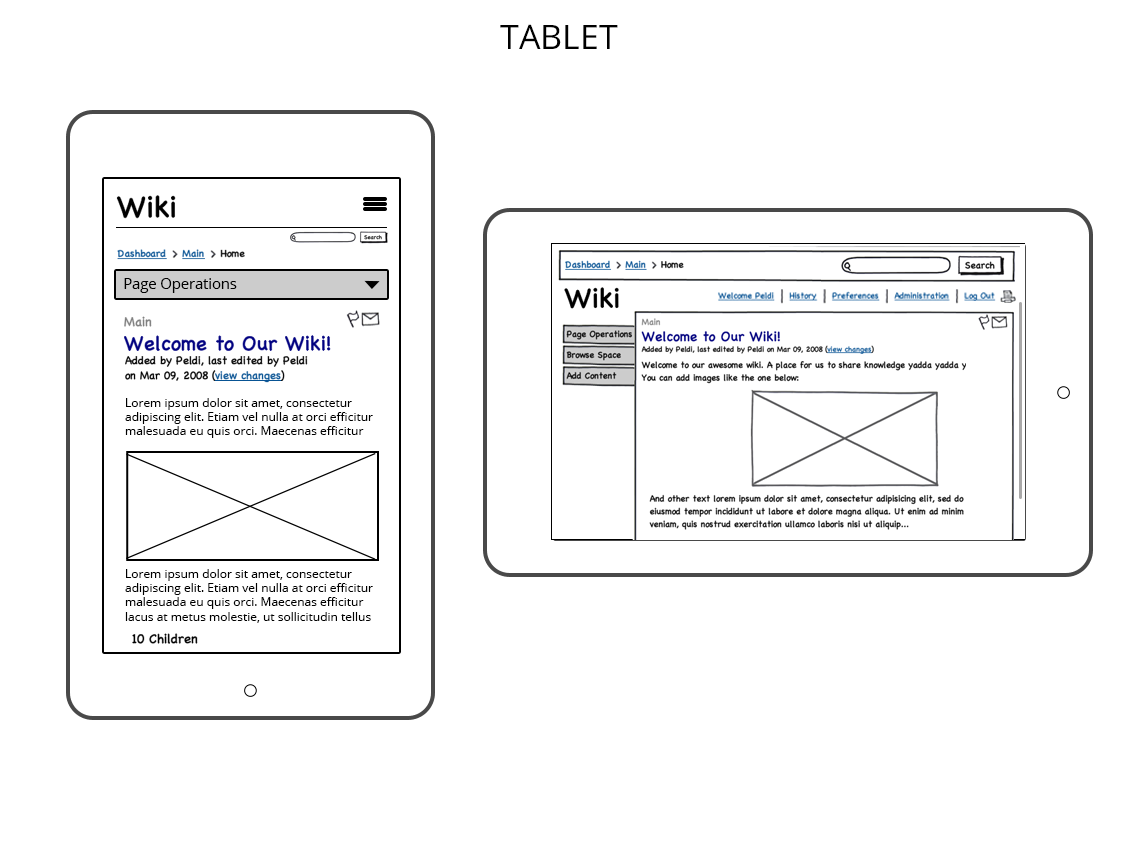 TABLET
Wiki
Search
Dashboard > Main > Home
Page Operations
Main
Welcome to Our Wiki!
Added by Peldi, last edited by Peldi
on Mar 09, 2008 (view changes)
Lorem ipsum dolor sit amet, consectetur
adipiscing elit. Etiam vel nulla at orci efficitur
malesuada eu quis orci. Maecenas efficitur
Lorem ipsum dolor sit amet, consectetur
adipiscing elit. Etiam vel nulla at orci efficitur
malesuada eu quis orci. Maecenas efficitur
lacus at metus molestie, ut sollicitudin tellus
10 Children
Dashboard > Main > Home
Search
Wiki
Welcome Peldi | History | Preferences | Administration | Log Out
Page Operations
Browse Space
Add Content
Main
Welcome to Our Wiki!
Added by Peldi, last edited by Peldi on Mar 09, 2008 (view changes)
Welcome to our awesome wiki. A place for us to share knowledge yadda yadda y
You can add images like the one below:
And other text lorem ipsum dolor sit amet, consectetur adipisicing elit, sed do
eiusmod tempor incididunt ut labore et dolore magna aliqua. Ut enim ad minim
veniam, quis nostrud exercitation ullamco laboris nisi ut aliquip...